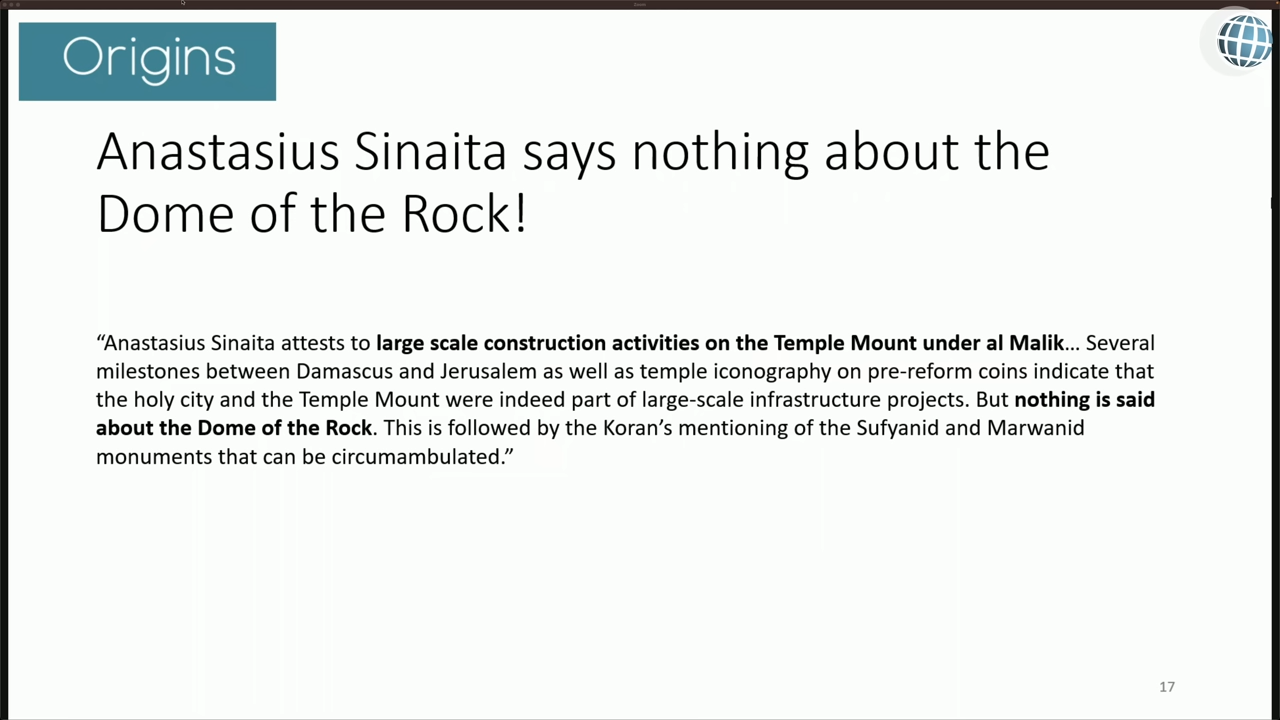 Origins
Anastasius Sinaita says nothing about the
Dome of the Rock!
“Anastasius Sinaita attests to large scale construction activities on the Temple Mount under al Malik… Several
milestones between Damascus and Jerusalem as well as temple iconography on pre-reform coins indicate that
the holy city and the Temple Mount were indeed part of large-scale infrastructure projects. But nothing is said
about the Dome of the Rock. This is followed by the Koran’s mentioning of the Sufyanid and Marwanid
monuments that can be circumambulated.”
17